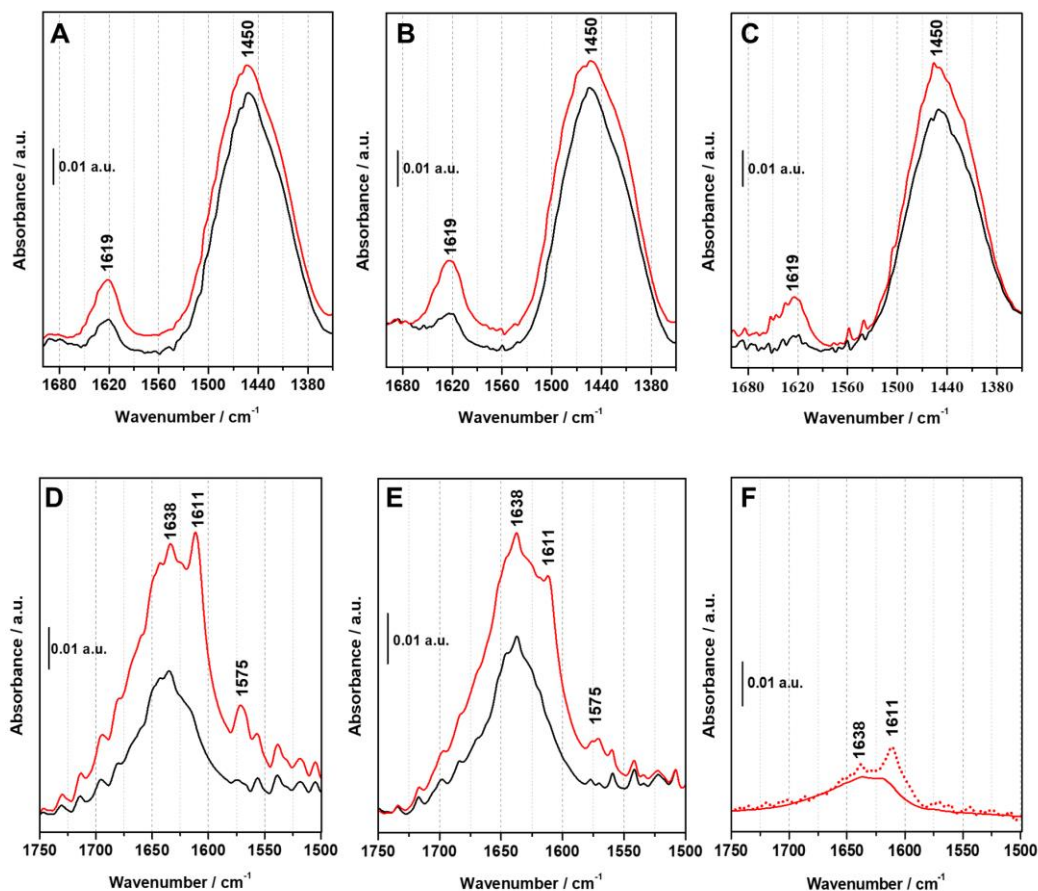 A
1450
1619
0.01 a.u.
Absorbance / a.u.
1680 1620 1560 1500 1440 1380
Wavenumber / cm-1
B
1450
1619
0.01 a.u.
Absorbance / a.u.
1680 1620 1560 1500 1440 1380
Wavenumber / cm-1
C
1450
1619
0.01 a.u.
Absorbance / a.u.
1680 1620 1560 1500 1440 1380
Wavenumber / cm-1
D
1638
1611
1575
0.01 a.u.
Absorbance / a.u.
1750 1700 1650 1600 1550 1500
Wavenumber / cm-1
E
1638
1611
1575
0.01 a.u.
Absorbance / a.u.
1750 1700 1650 1600 1550 1500
Wavenumber / cm-1
F
1638
1611
0.01 a.u.
Absorbance / a.u.
1750 1700 1650 1600 1550 1500
Wavenumber / cm-1